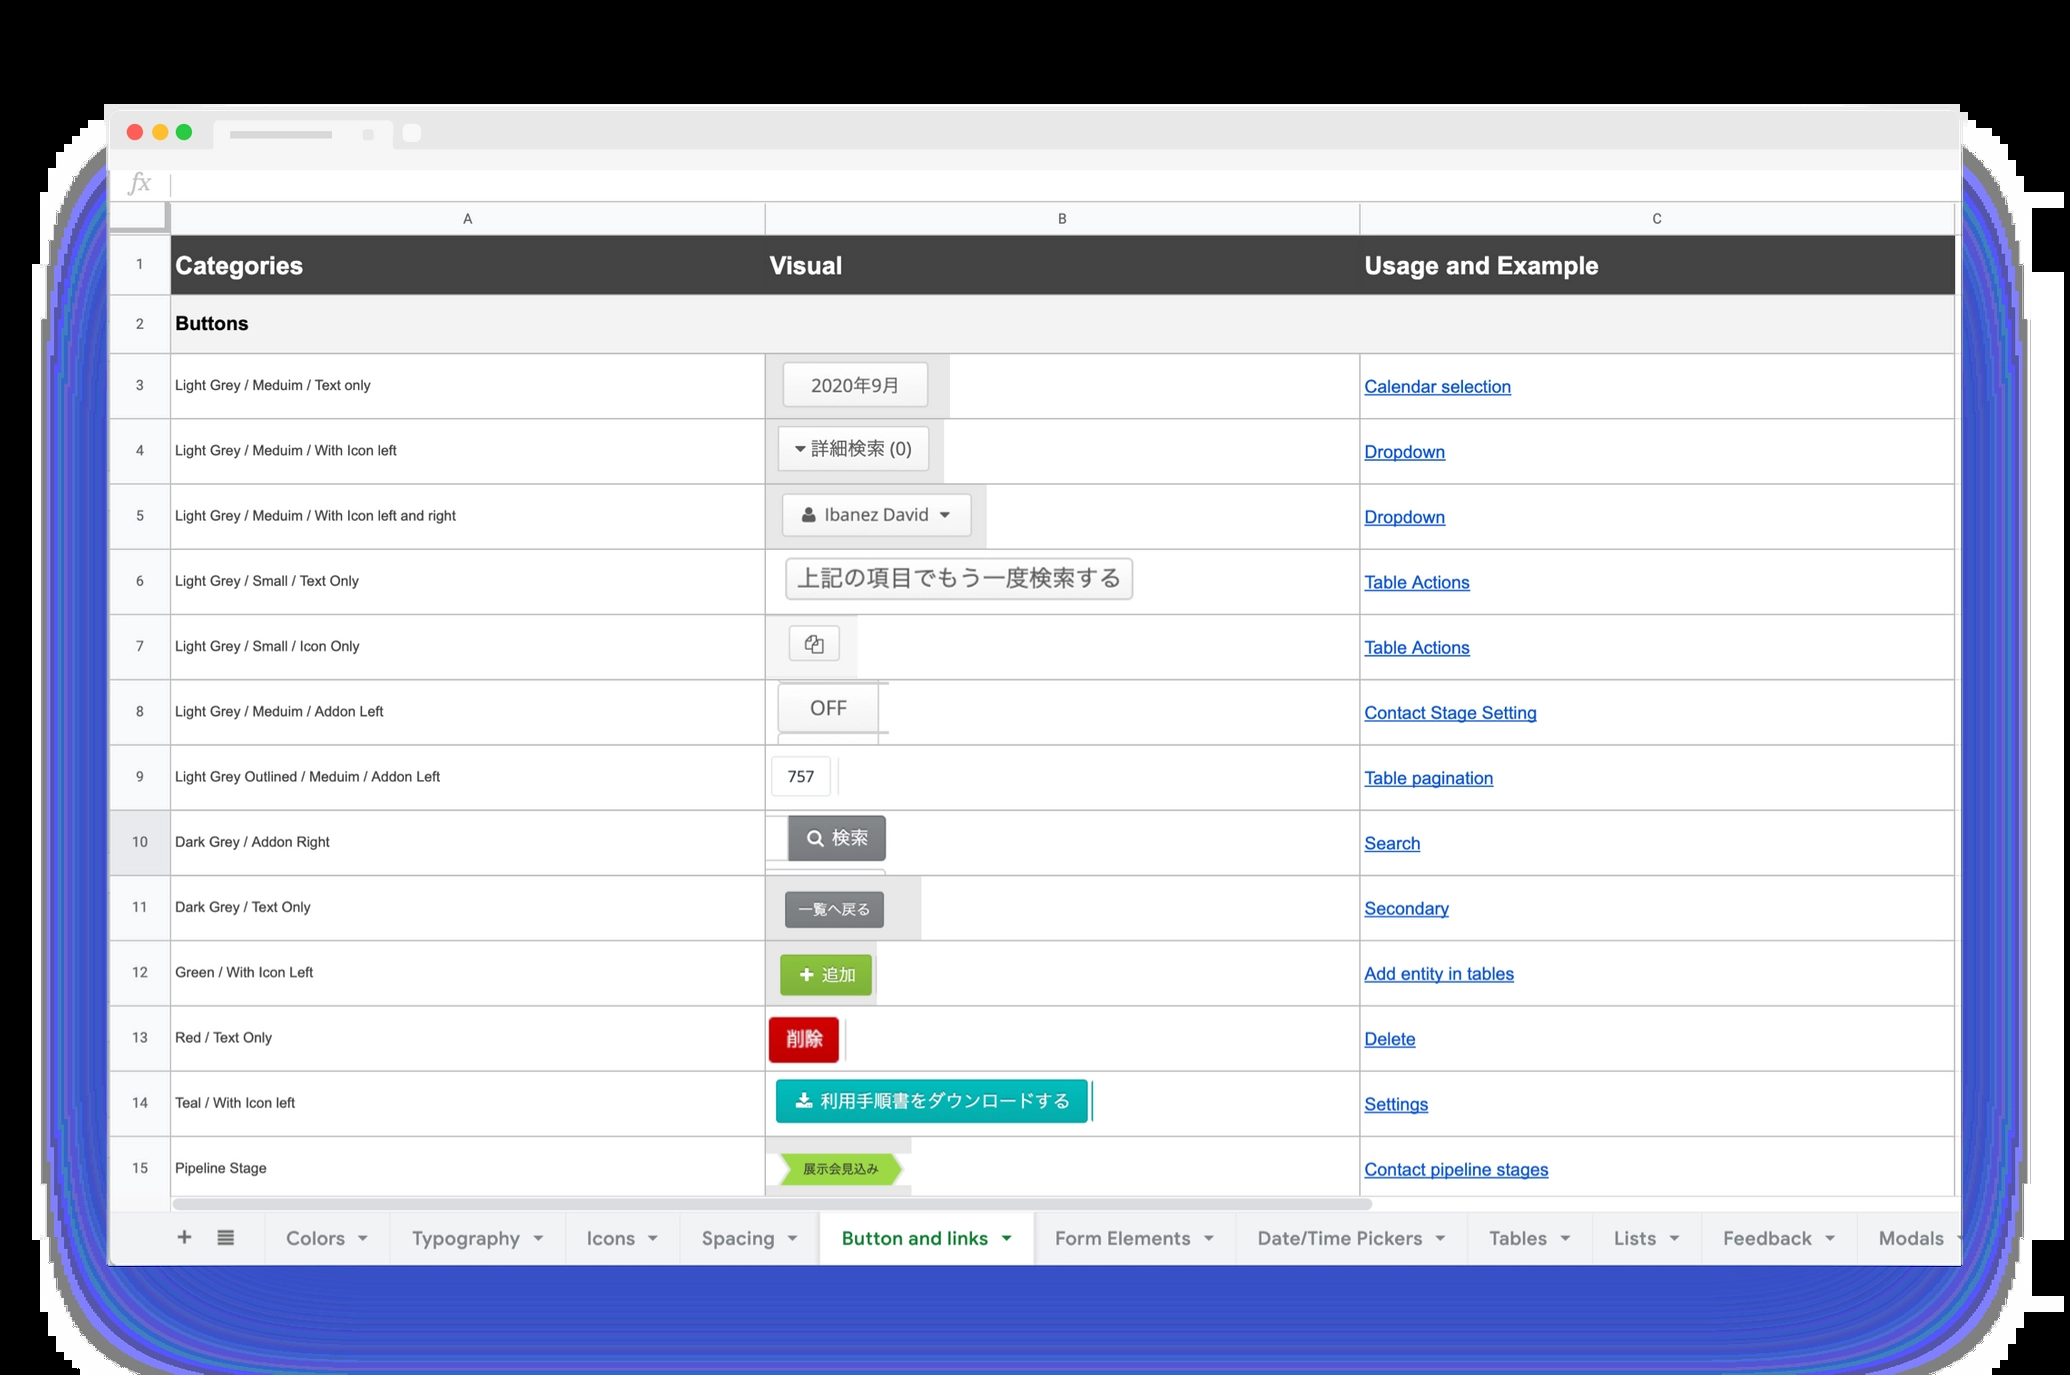 fx
A B C
1 Categories Visual Usage and Example
2 Buttons
3 Light Grey / Meduim / Text only 2020年9月 Calendar selection
4 Light Grey / Meduim / With Icon left 詳細検索 (0) Dropdown
5 Light Grey / Meduim / With Icon left and right Ibanez David Dropdown
6 Light Grey / Small / Text Only 上記の項目でもう一度検索する Table Actions
7 Light Grey / Small / Icon Only Table Actions
8 Light Grey / Meduim / Addon Left OFF Contact Stage Setting
9 Light Grey Outlined / Meduim / Addon Left 757 Table pagination
10 Dark Grey / Addon Right 検索 Search
11 Dark Grey / Text Only 一覧へ戻る Secondary
12 Green / With Icon Left 追加 Add entity in tables
13 Red / Text Only 削除 Delete
14 Teal / With Icon left 利用手順書をダウンロードする Settings
15 Pipeline Stage 展示会見込み Contact pipeline stages
+ Colors Typography Icons Spacing Button and links Form Elements Date/Time Pickers Tables Lists Feedback Modals